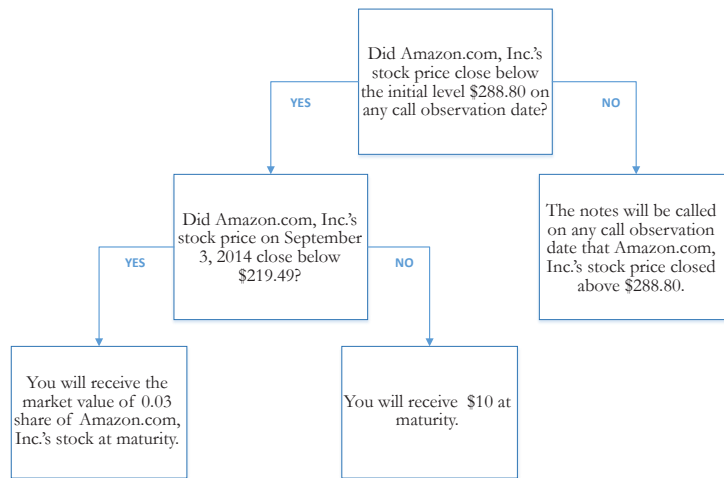 Did Amazon.com, Inc.'s
stock price close below
the initial level $288.80 on
any call observation date?
YES
NO
Did Amazon.com, Inc.'s
stock price on September
3, 2014 close below
$219.49?
The notes will be called
on any call observation
date that Amazon.com,
Inc.'s stock price closed
above $288.80.
YES
NO
You will receive the
market value of 0.03
share of Amazon.com,
Inc.'s stock at maturity.
You will receive $10 at
maturity.